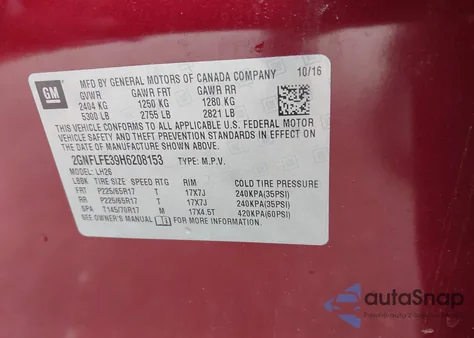 MFD BY GENERAL MOTORS OF CANADA COMPANY 10/16
GM
GVWR GAWR FRT GAWR RR
2404 KG 1250 KG 1280 KG
5300 LB 2755 LB 2821 LB
THIS VEHICLE CONFORMS TO ALL APPLICABLE U.S. FEDERAL MOTOR
VEHICLE SAFETY AND THEFT PREVENTION STANDARDS IN EFFECT ON
THE DATE OF MANUFACTURE SHOWN ABOVE.
2GNFLFE39H6208153 TYPE: M.P.V.
MODEL: LH26
LBBK TIRE SIZE SPEED RTG RIM COLD TIRE PRESSURE
FRT P225/65R17 T 17X7J 240KPA(35PSI)
RR P225/65R17 T 17X7J 240KPA(35PSI)
SPA T145/70R17 M 17X4.5T 420KPA(60PSI)
SEE OWNER'S MANUAL FOR MORE INFORMATION
autoSnap